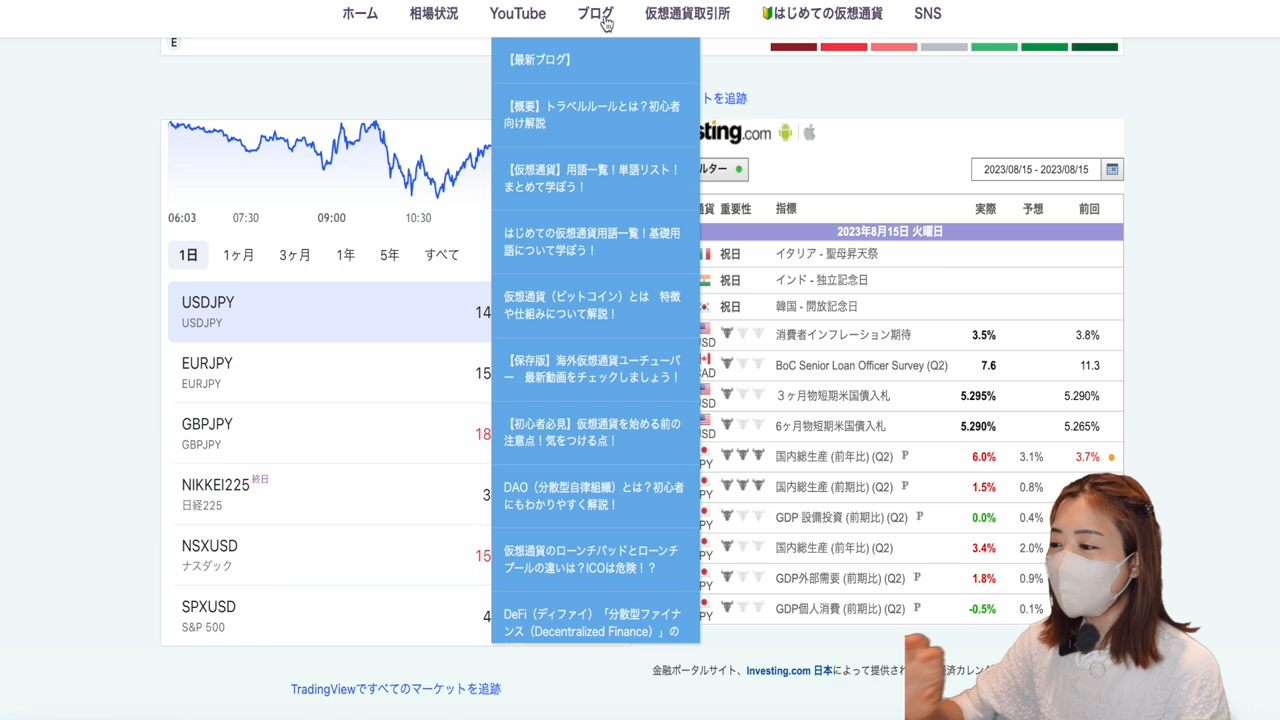 ホーム
相場状況
YouTube
ブログ
仮想通貨取引所
🔰はじめての仮想通貨
SNS
E
【最新ブログ】
【概要】トラベルルールとは？初心者
向け解説
【仮想通貨】用語一覧！単語リスト！
まとめて学ぼう！
はじめての仮想通貨用語一覧！基礎用
語について学ぼう！
仮想通貨（ビットコイン）とは　特徴
や仕組みについて解説！
【保存版】海外仮想通貨ユーチューバ
ー　最新動画をチェックしましょう！
【初心者必見】仮想通貨を始める前の
注意点！気をつける点！
DAO（分散型自律組織）とは？初心者
にもわかりやすく解説！
仮想通貨のローンチパッドとローンチ
プールの違いは？ICOは危険！？
DeFi（ディファイ）「分散型ファイナ
ンス（Decentralized Finance）」の
06:03 07:30 09:00 10:30
1日 1ヶ月 3ヶ月 1年 5年 すべて
USDJPY 14
USDJPY
EURJPY 15
EURJPY
GBPJPY 18
GBPJPY
NIKKEI225 終日 3
日経225
NSXUSD 15
ナスダック
SPXUSD 4
S&P 500
TradingViewですべてのマーケットを追跡
トを追跡
sting.com
ルター
2023/08/15 - 2023/08/15
貨 重要性 指標 実際 予想 前回
2023年8月15日 火曜日
祝日 イタリア - 聖母昇天祭
祝日 インド - 独立記念日
祝日 韓国 - 開放記念日
SD 消費者インフレーション期待 3.5% 3.8%
AD BoC Senior Loan Officer Survey (Q2) 7.6 11.3
SD 3ヶ月物短期米国債入札 5.295% 5.290%
SD 6ヶ月物短期米国債入札 5.290% 5.265%
PY 国内総生産 (前年比) (Q2) P 6.0% 3.1% 3.7%
PY 国内総生産 (前期比) (Q2) P 1.5% 0.8%
PY GDP 設備投資 (前期比) (Q2) P 0.0% 0.4%
PY 国内総生産 (前年比) (Q2) 3.4% 2.0%
PY GDP外部需要 (前期比) (Q2) P 1.8% 0.9%
PY GDP個人消費 (前期比) (Q2) P -0.5% 0.1%
金融ポータルサイト、Investing.com 日本によって提供され 済カレン